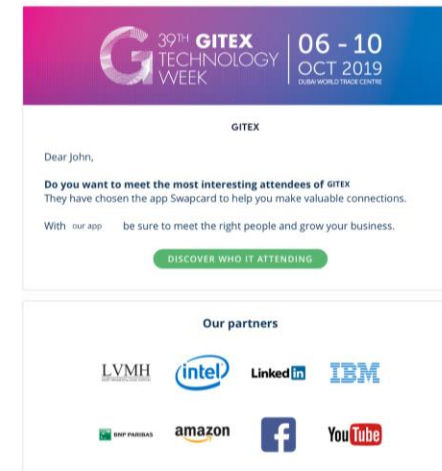 39TH GITEX
TECHNOLOGY
WEEK
06 - 10
OCT 2019
DUBAI WORLD TRADE CENTRE
GITEX
Dear John,
Do you want to meet the most interesting attendees of GITEX
They have chosen the app Swapcard to help you make valuable connections.
With our app be sure to meet the right people and grow your business.
DISCOVER WHO IT ATTENDING
Our partners
LVMH
intel
Linked in
IBM
BNP PARIBAS
amazon
f
YouTube